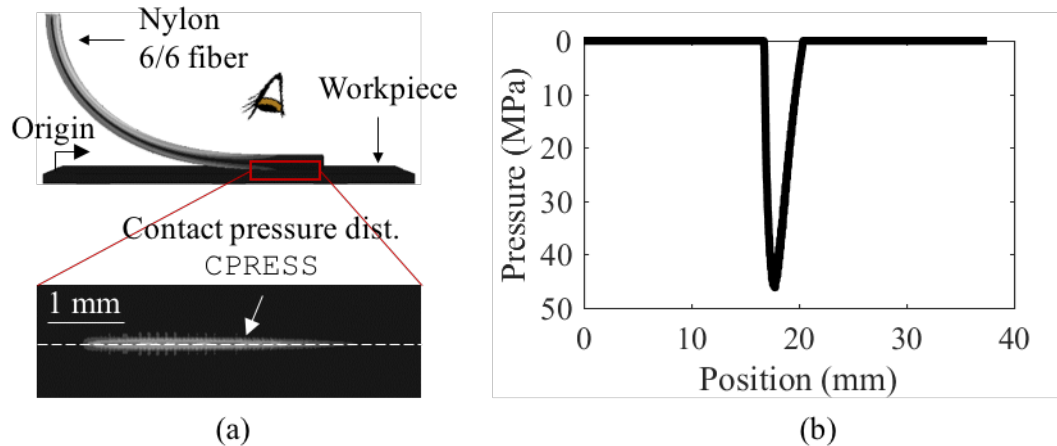 Nylon
6/6 fiber
Workpiece
Origin
Contact pressure dist.
CPRESS
1 mm
(a)
(b)
0
10
20
30
40
50
Pressure (MPa)
0 10 20 30 40
Position (mm)